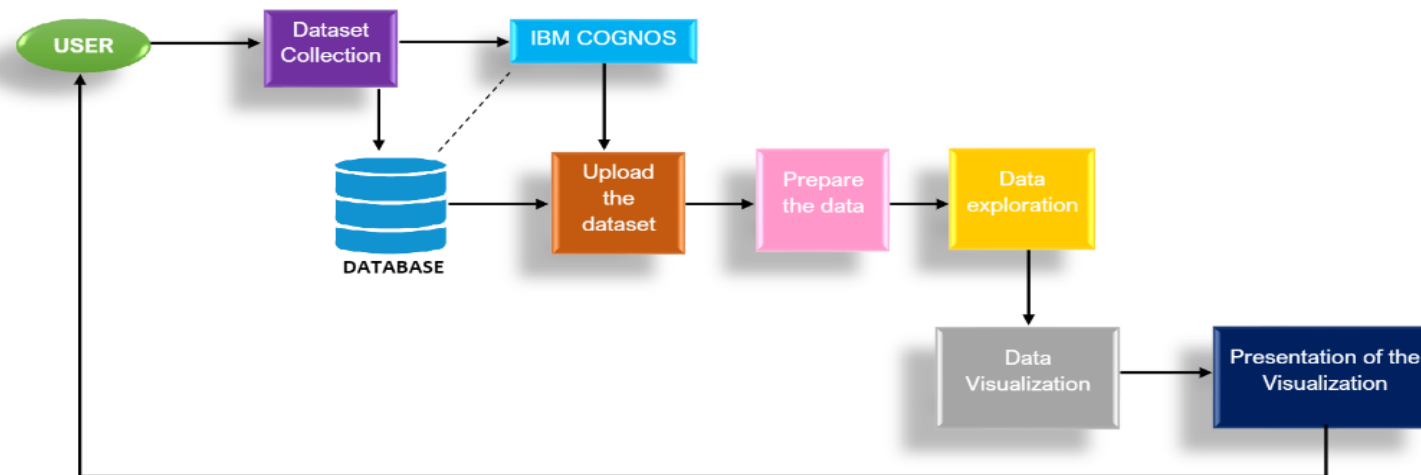 USER
Dataset
Collection
IBM COGNOS
DATABASE
Upload
the
dataset
Prepare
the data
Data
exploration
Data
Visualization
Presentation of the
Visualization